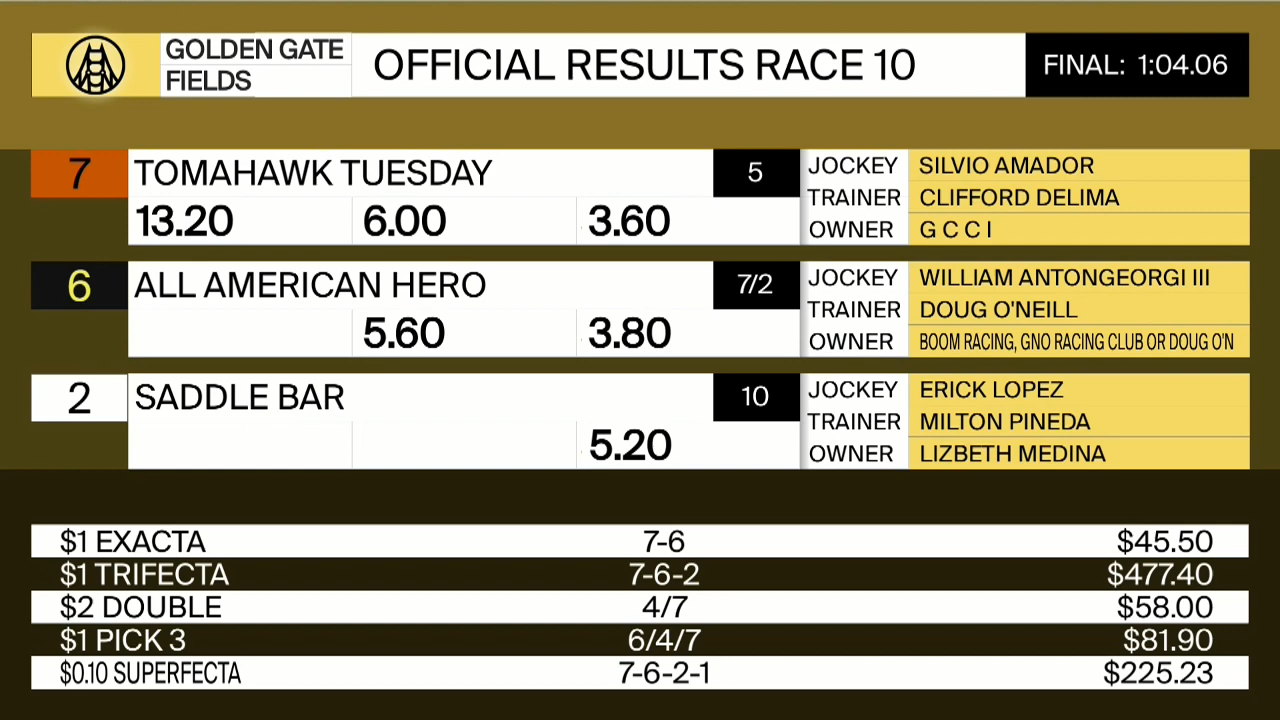 GOLDEN GATE
FIELDS
OFFICIAL RESULTS RACE 10
FINAL: 1:04.06
7 TOMAHAWK TUESDAY 5
13.20 6.00 3.60
JOCKEY SILVIO AMADOR
TRAINER CLIFFORD DELIMA
OWNER G C C I
6 ALL AMERICAN HERO 7/2
5.60 3.80
JOCKEY WILLIAM ANTONGEORGI III
TRAINER DOUG O'NEILL
OWNER BOOM RACING, GNO RACING CLUB OR DOUG O'N
2 SADDLE BAR 10
5.20
JOCKEY ERICK LOPEZ
TRAINER MILTON PINEDA
OWNER LIZBETH MEDINA
$1 EXACTA 7-6 $45.50
$1 TRIFECTA 7-6-2 $477.40
$2 DOUBLE 4/7 $58.00
$1 PICK 3 6/4/7 $81.90
$0.10 SUPERFECTA 7-6-2-1 $225.23